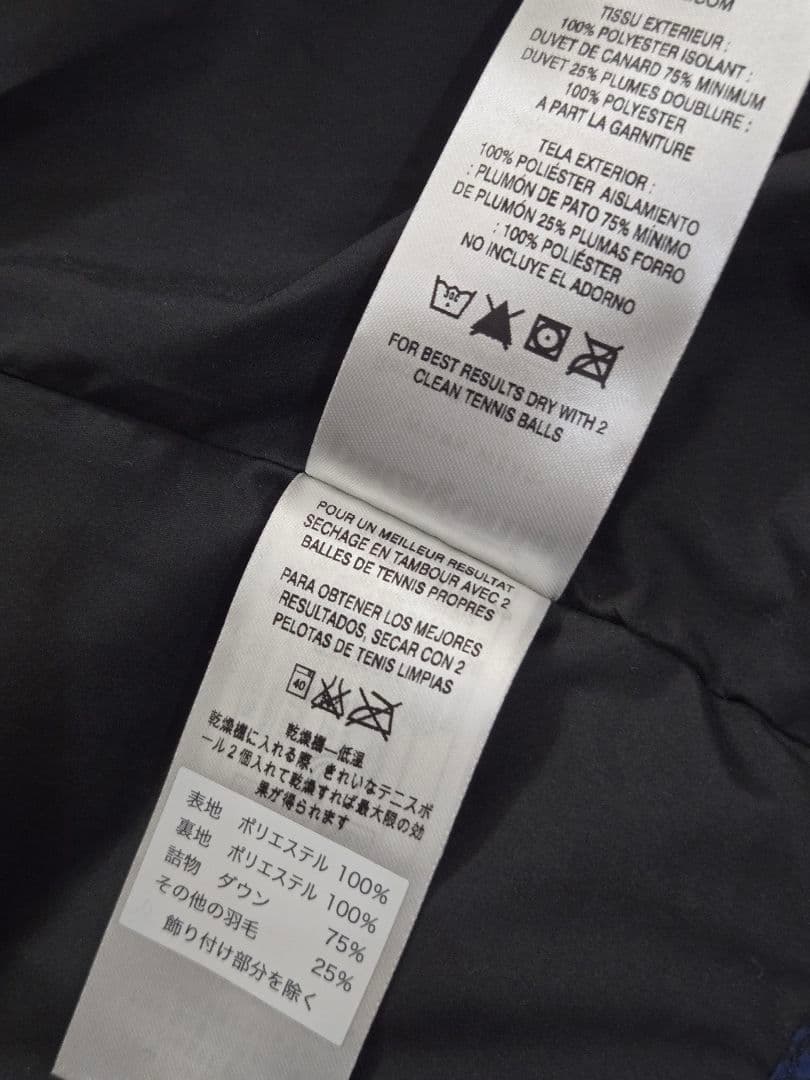 TISSU EXTERIEUR :
100% POLYESTER ISOLANT :
DUVET DE CANARD 75% MINIMUM
DUVET 25% PLUMES DOUBLURE :
100% POLYESTER
A PART LA GARNITURE
TELA EXTERIOR :
100% POLIÉSTER AISLAMIENTO
: PLUMÓN DE PATO 75% MÍNIMO
DE PLUMÓN 25% PLUMAS FORRO
: 100% POLIÉSTER
NO INCLUYE EL ADORNO
FOR BEST RESULTS DRY WITH 2
CLEAN TENNIS BALLS
POUR UN MEILLEUR RESULTAT
SECHAGE EN TAMBOUR AVEC 2
BALLES DE TENNIS PROPRES
PARA OBTENER LOS MEJORES
RESULTADOS, SECAR CON 2
PELOTAS DE TENIS LIMPIAS
40
乾燥機—低温
乾燥機に入れる際、きれいなテニスボ
ール2個入れて乾燥すれば最大限の効
果が得られます
表地 ポリエステル 100%
裏地 ポリエステル 100%
詰物 ダウン 75%
その他の羽毛 25%
飾り付け部分を除く